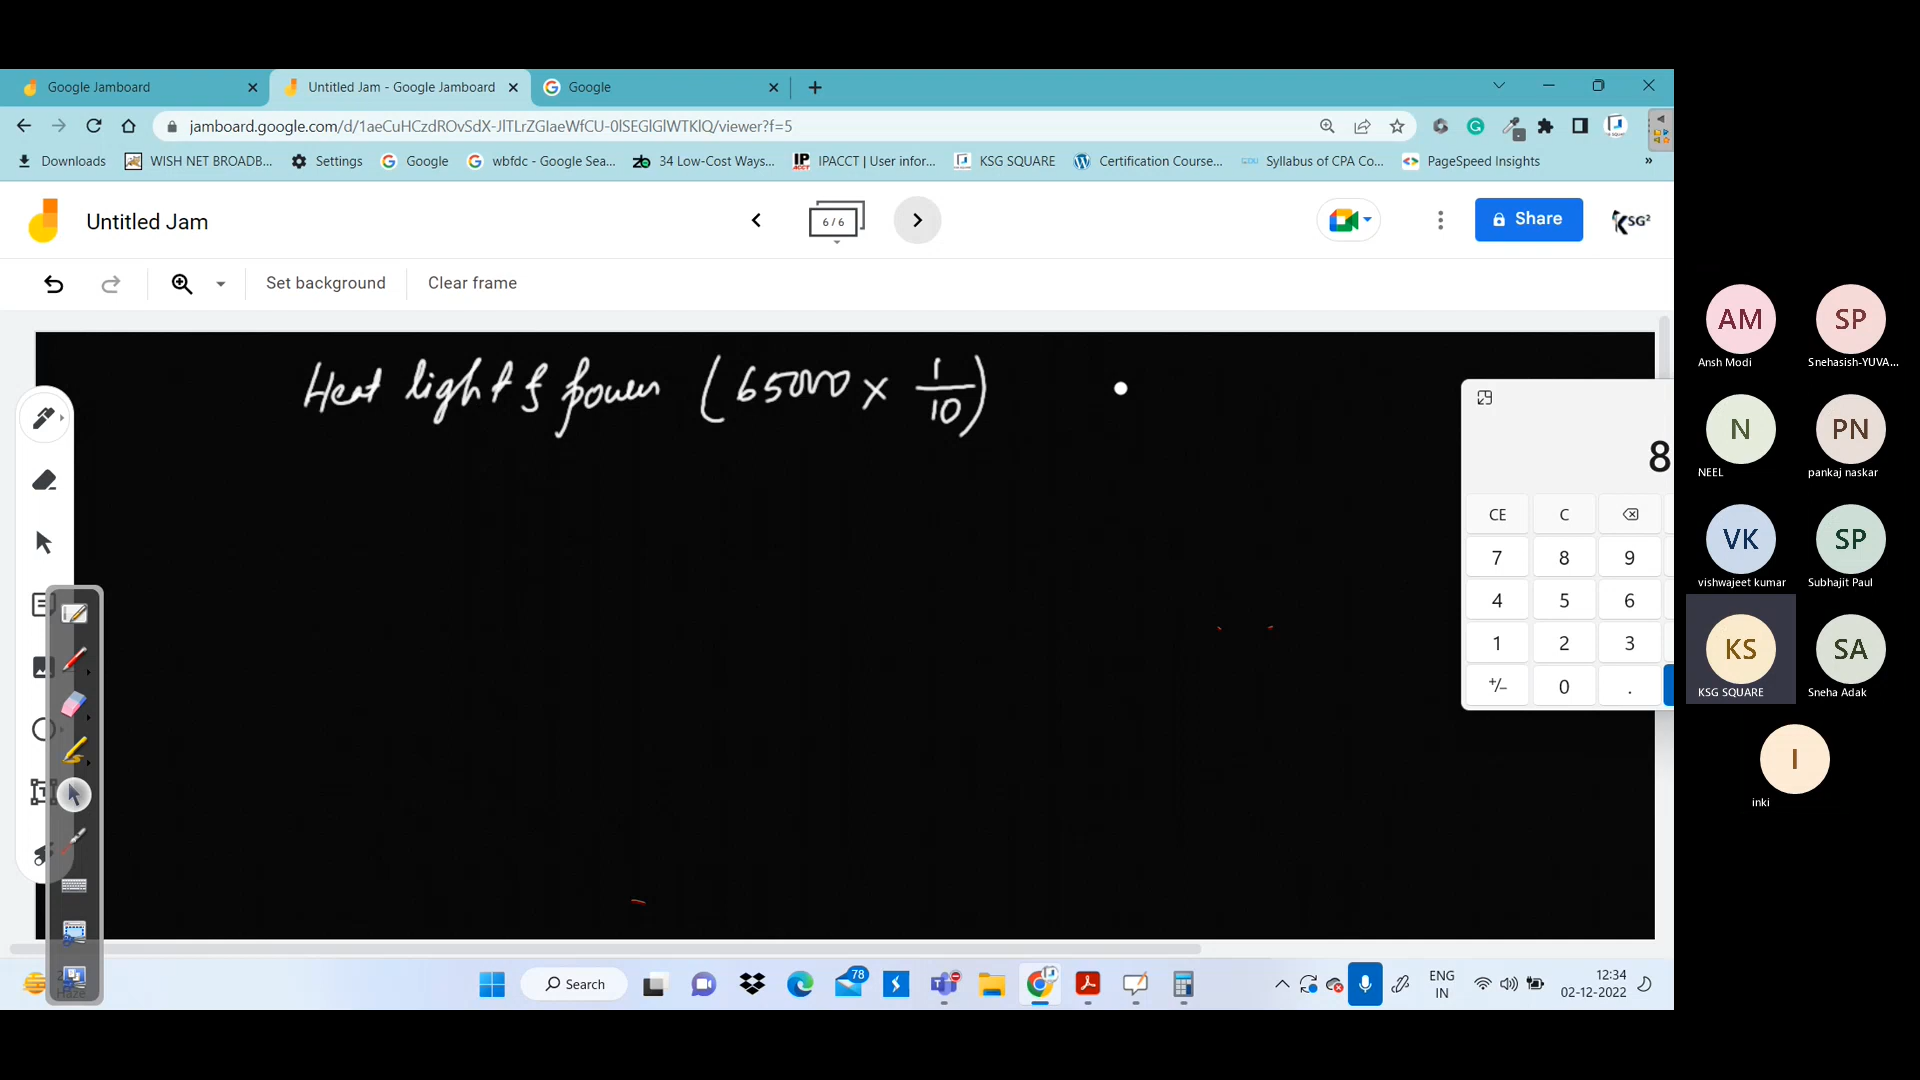 Google Jamboard
Untitled Jam - Google Jamboard
Google
jamboard.google.com/d/1aeCuHCzdROvSdX-JlTLrZGIaeWfCU-0lSEGlGlWTKlQ/viewer?f=5
Downloads WISH NET BROADB... Settings Google wbfdc - Google Sea... 34 Low-Cost Ways... IPACCT | User infor... KSG SQUARE Certification Course... Syllabus of CPA Co... PageSpeed Insights »
Untitled Jam
6 / 6
Share
KSG²
Set background
Clear frame
Heat light & power (65000 × 1/10)
8
CE C
7 8 9
4 5 6
1 2 3
+/- 0 .
AM SP
Ansh Modi Snehasish-YUVA...
N PN
NEEL pankaj naskar
VK SP
vishwajeet kumar Subhajit Paul
KS SA
KSG SQUARE Sneha Adak
I
inki
Haze
Search
78
ENG
IN
12:34
02-12-2022